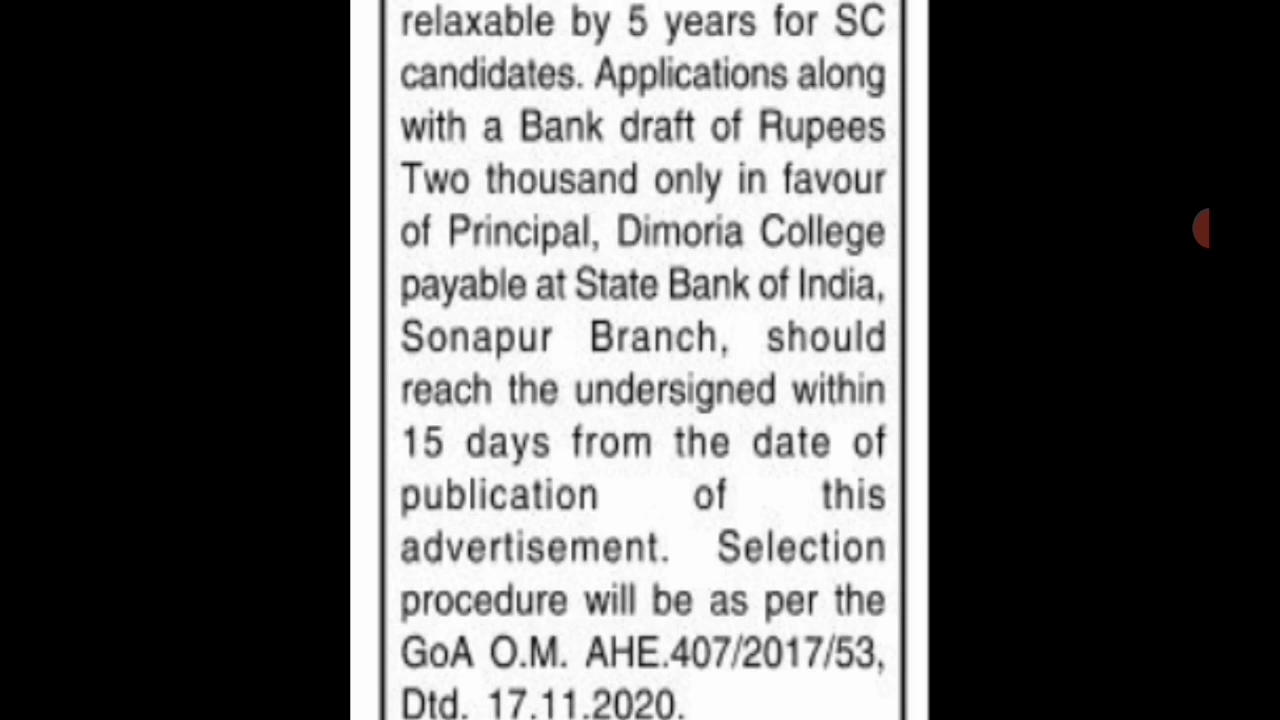 relaxable by 5 years for SC
candidates. Applications along
with a Bank draft of Rupees
Two thousand only in favour
of Principal, Dimoria College
payable at State Bank of India,
Sonapur Branch, should
reach the undersigned within
15 days from the date of
publication of this
advertisement. Selection
procedure will be as per the
GoA O.M. AHE.407/2017/53,
Dtd. 17.11.2020.